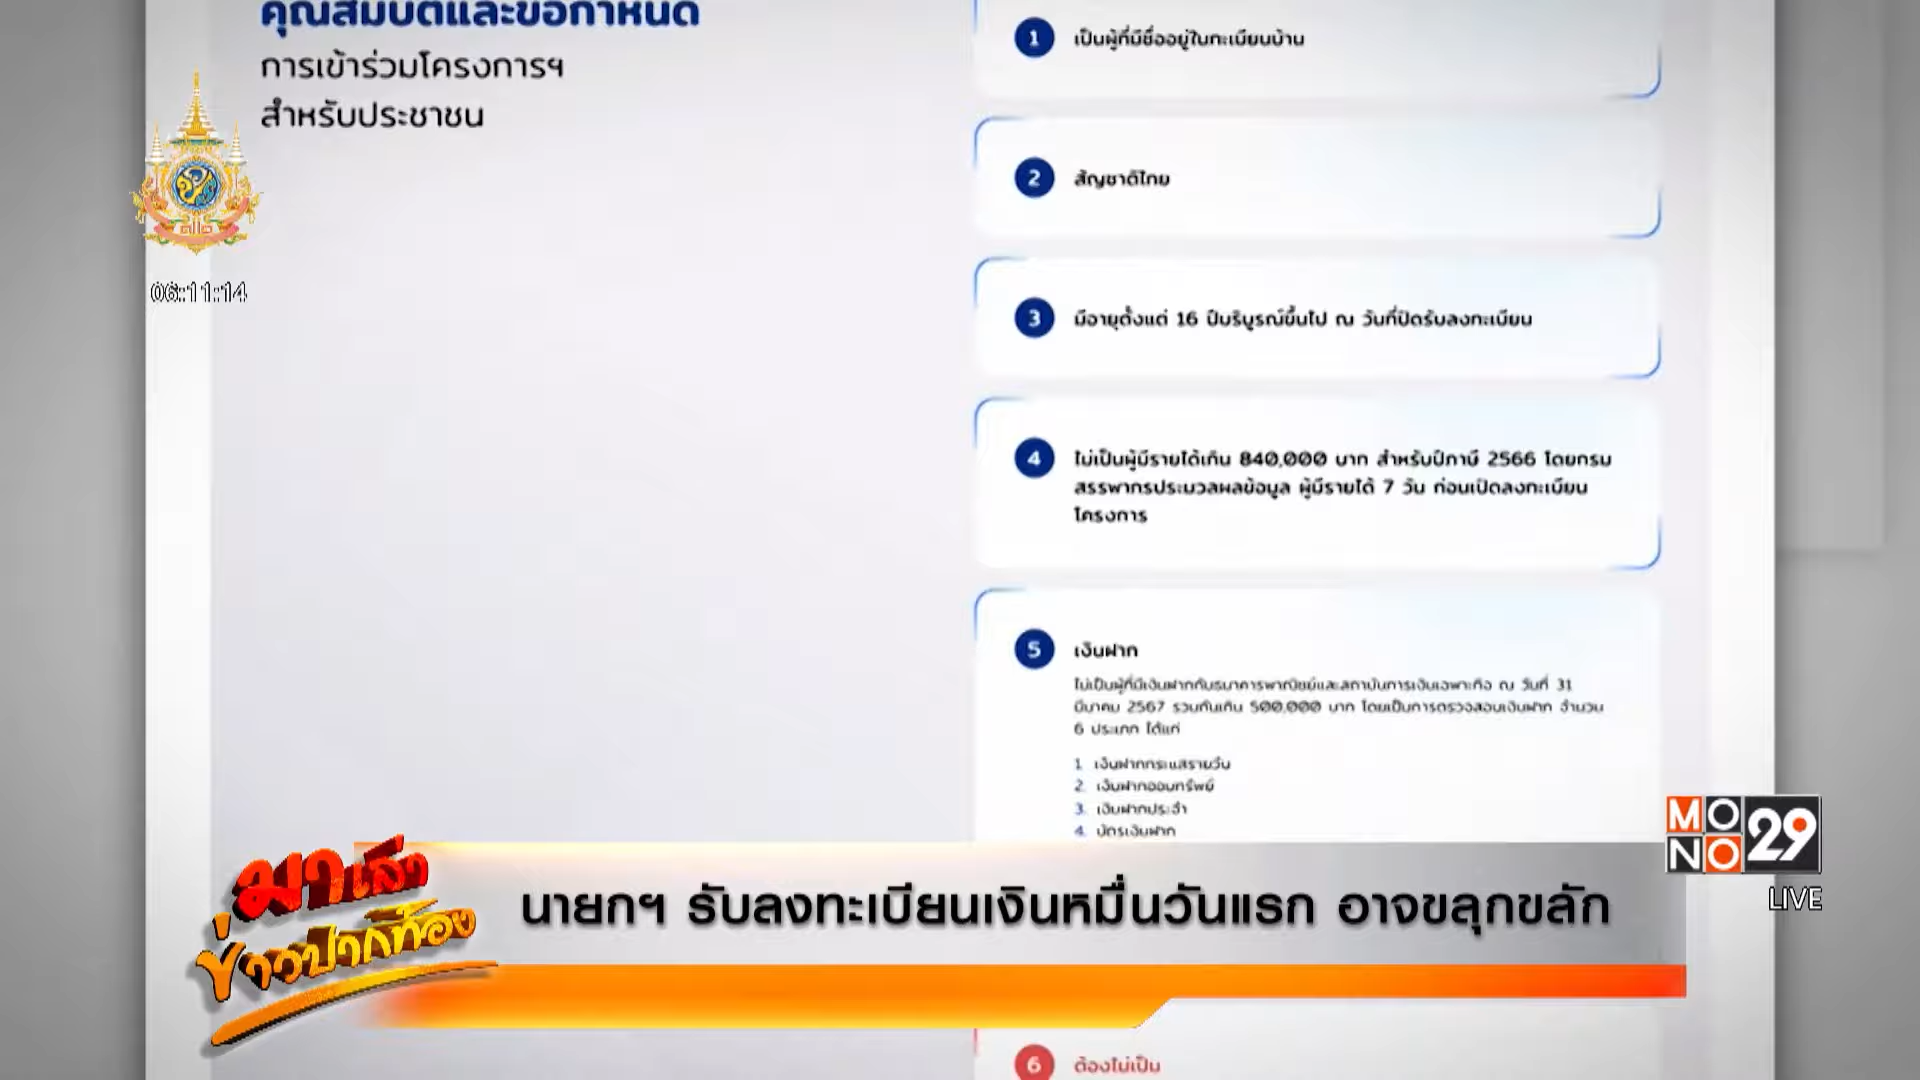 คุณสมบัติและข้อกำหนด
การเข้าร่วมโครงการฯ
สำหรับประชาชน
๗๒
06:11:14
1 เป็นผู้ที่มีชื่ออยู่ในทะเบียนบ้าน
2 สัญชาติไทย
3 มีอายุตั้งแต่ 16 ปีบริบูรณ์ขึ้นไป ณ วันที่ปิดรับลงทะเบียน
4 ไม่เป็นผู้มีรายได้เกิน 840,000 บาท สำหรับปีภาษี 2566 โดยกรม
สรรพากรประมวลผลข้อมูล ผู้มีรายได้ 7 วัน ก่อนเปิดลงทะเบียน
โครงการ
5 เงินฝาก
ไม่เป็นผู้ที่มีเงินฝากกับธนาคารพาณิชย์และสถาบันการเงินเฉพาะกิจ ณ วันที่ 31
มีนาคม 2567 รวมกันเกิน 500,000 บาท โดยเป็นการตรวจสอบเงินฝาก จำนวน
6 ประเภท ได้แก่
1. เงินฝากกระแสรายวัน
2. เงินฝากออมทรัพย์
3. เงินฝากประจำ
4. บัตรเงินฝาก
MONO 29
LIVE
มาเล่า
ข่าวปากท้อง
นายกฯ รับลงทะเบียนเงินหมื่นวันแรก อาจขลุกขลัก
6 ต้องไม่เป็น